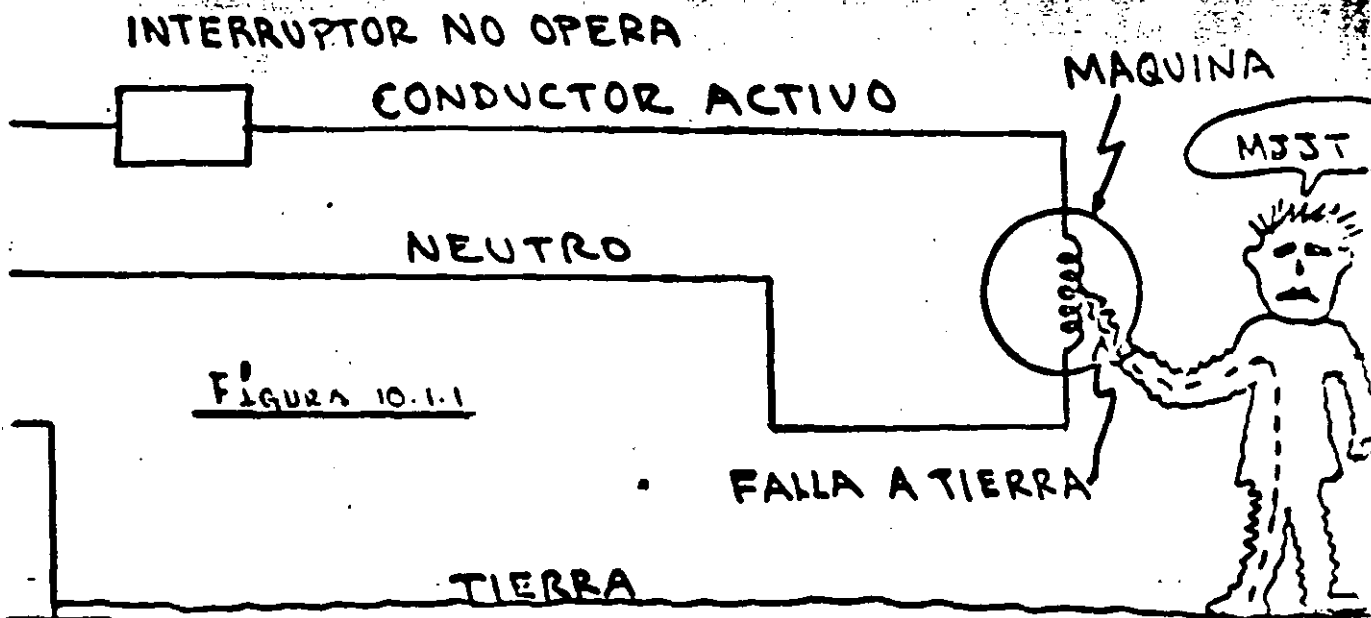 INTERRUPTOR NO OPERA
CONDUCTOR ACTIVO
MAQUINA
MJJT
NEUTRO
FIGURA 10.1.1
FALLA A TIERRA
TIERRA